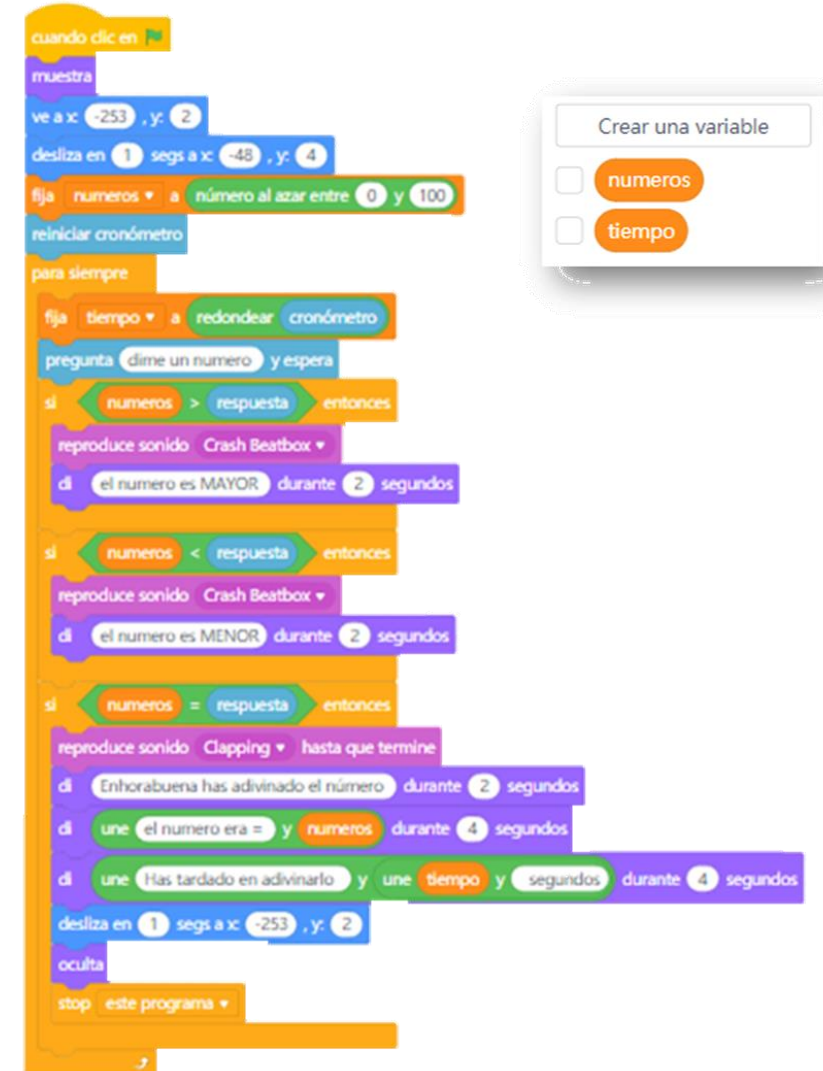 cuando clic en
muestra
ve a x: -253 , y: 2
desliza en 1 segs a x: -48 , y: 4
fija numeros a número al azar entre 0 y 100
reiniciar cronómetro
para siempre
fija tiempo a redondear cronómetro
pregunta dime un numero y espera
si numeros > respuesta entonces
reproduce sonido Crash Beatbox
di el numero es MAYOR durante 2 segundos
si numeros < respuesta entonces
reproduce sonido Crash Beatbox
di el numero es MENOR durante 2 segundos
si numeros = respuesta entonces
reproduce sonido Clapping hasta que termine
di Enhorabuena has adivinado el número durante 2 segundos
di une el numero era = y numeros durante 4 segundos
di une Has tardado en adivinarlo y une tiempo y segundos durante 4 segundos
desliza en 1 segs a x: -253 , y: 2
oculta
stop este programa
Crear una variable
numeros
tiempo